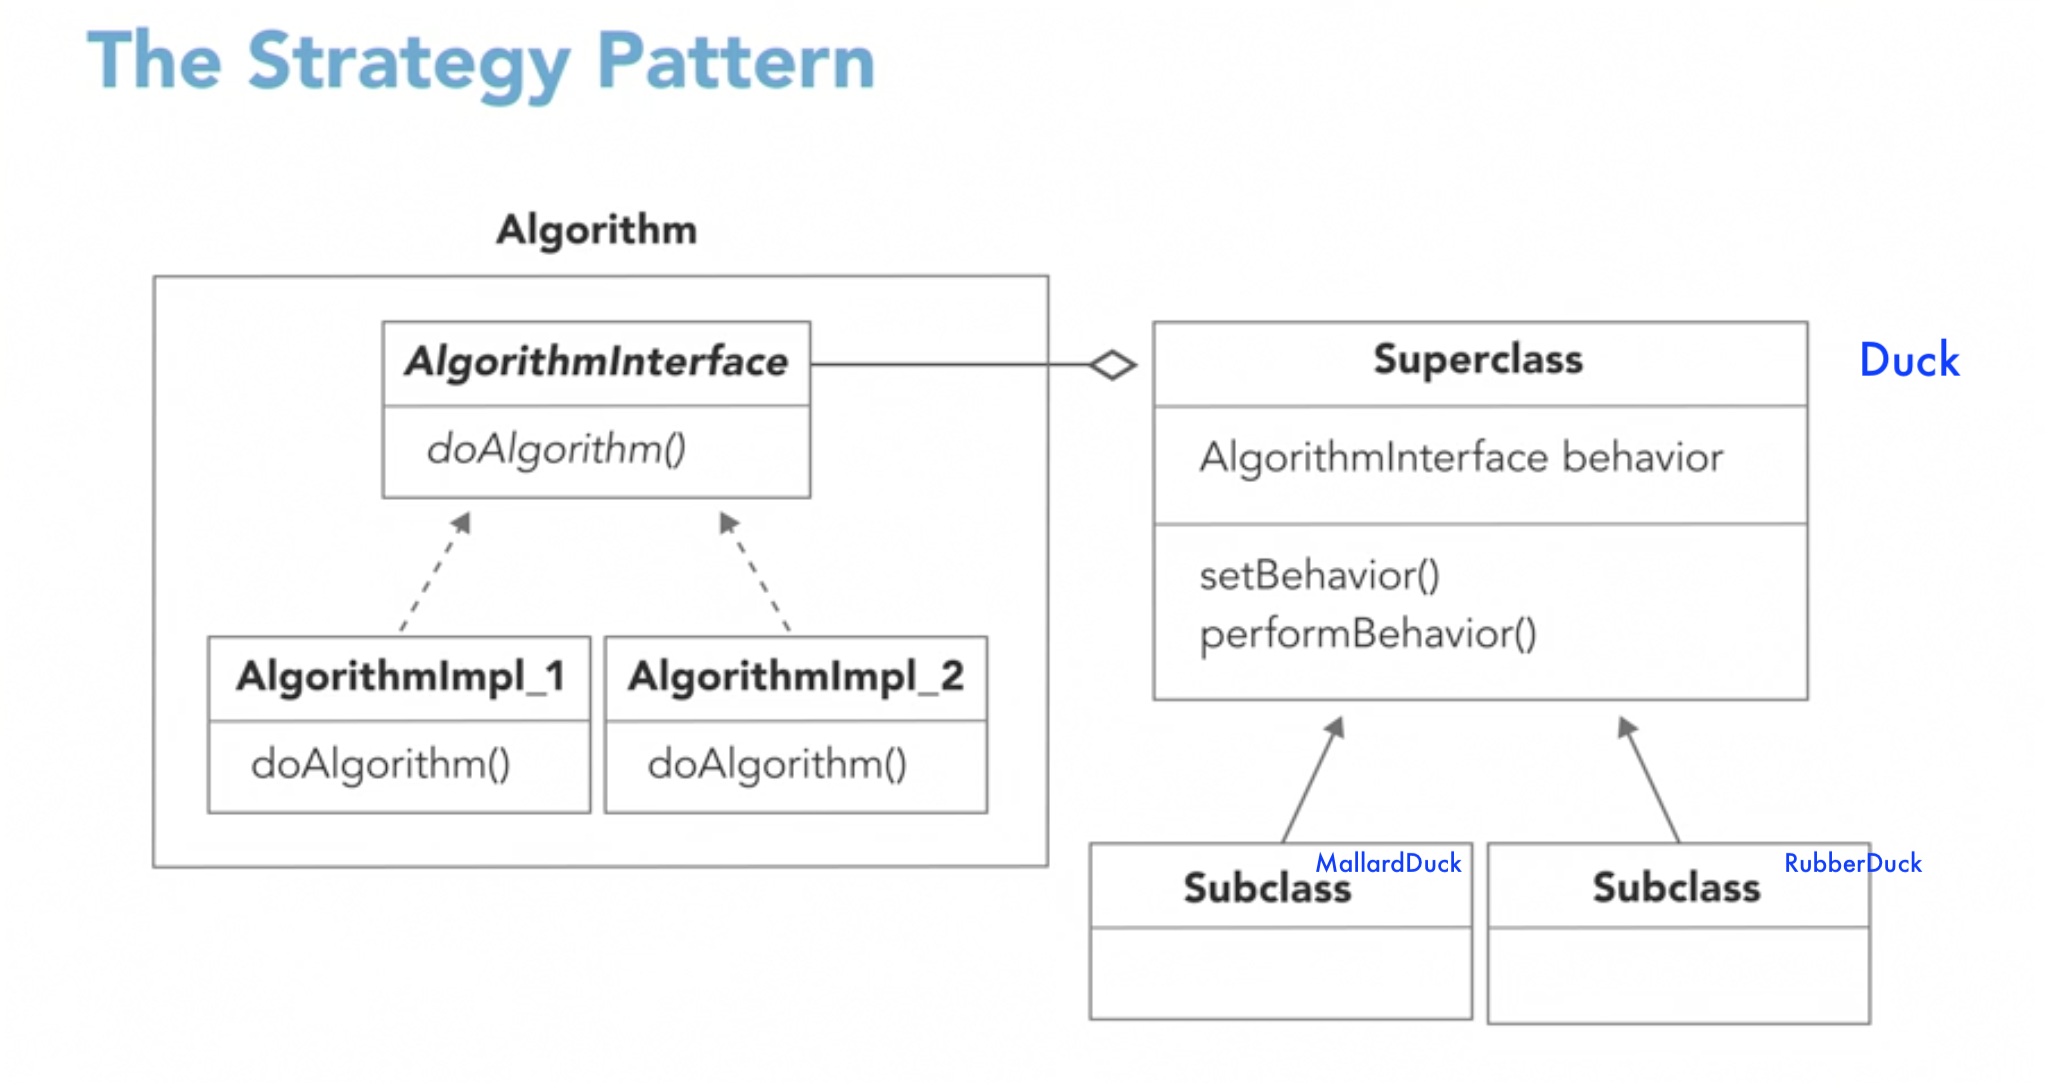 The Strategy Pattern
Algorithm
AlgorithmInterface
doAlgorithm()
AlgorithmImpl_1
doAlgorithm()
AlgorithmImpl_2
doAlgorithm()
Superclass
Duck
AlgorithmInterface behavior
setBehavior()
performBehavior()
MallardDuck
Subclass
RubberDuck
Subclass